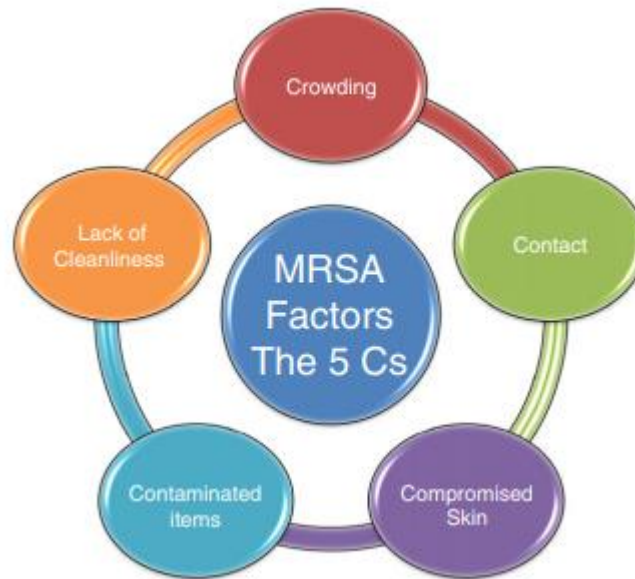 Crowding
Contact
Compromised
Skin
Contaminated
items
Lack of
Cleanliness
MRSA
Factors
The 5 Cs